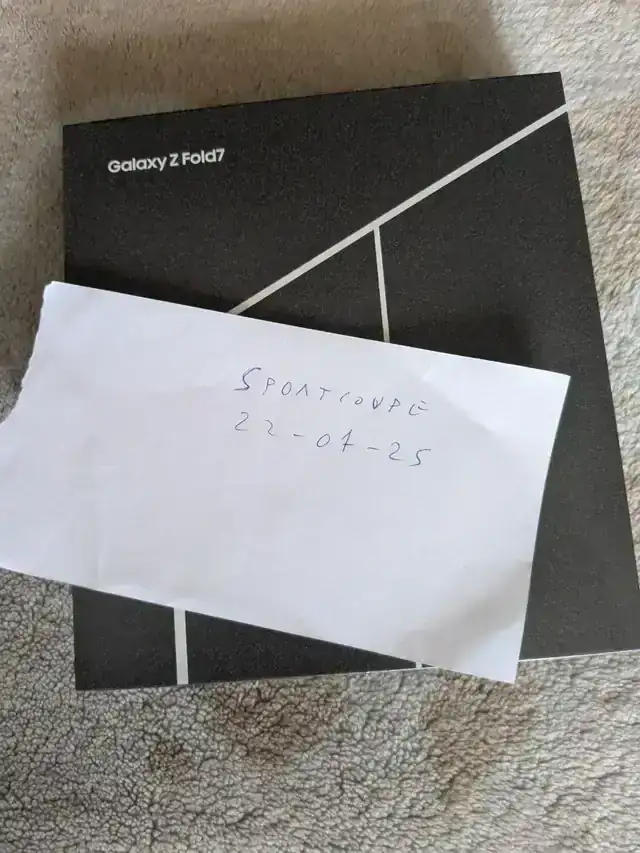 Galaxy Z Fold7
SPORTCOUPE
22-07-25